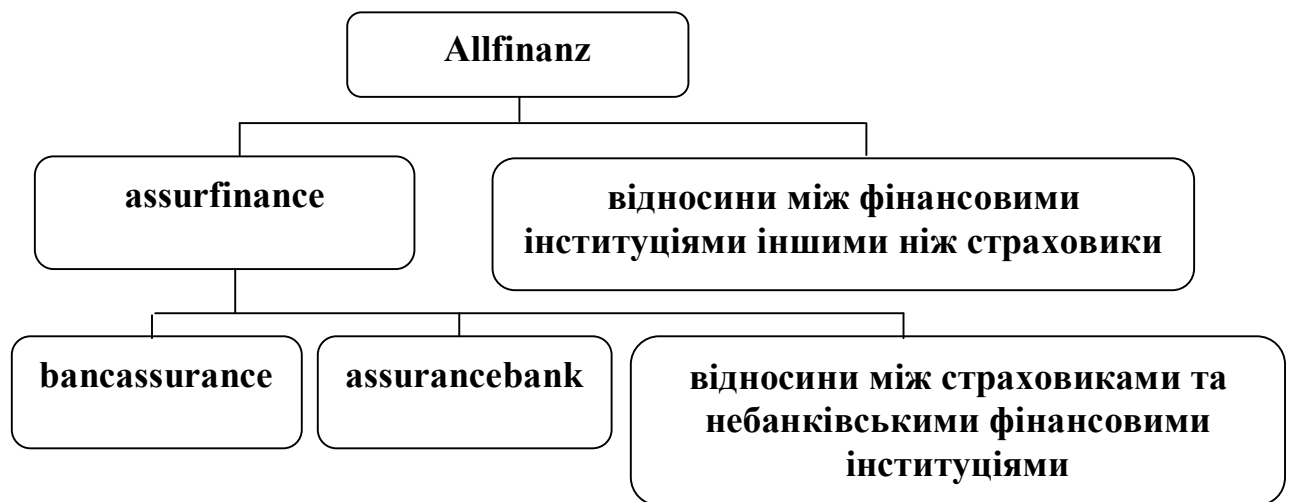 Allfinanz
assurfinance
відносини між фінансовими
інституціями іншими ніж страховики
bancassurance
assurancebank
відносини між страховиками та
небанківськими фінансовими
інституціями